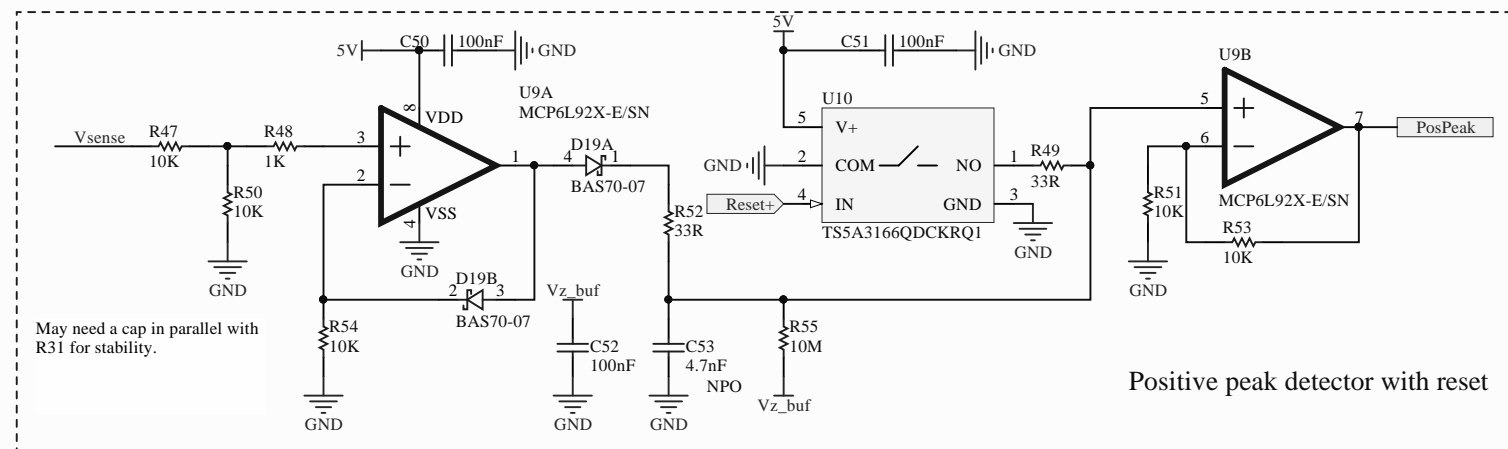 5V
C50
100nF
GND
U9A
MCP6L92X-E/SN
8
VDD
Vsense
R47
10K
R48
1K
3
2
1
R50
10K
GND
VSS
4
GND
D19A
4
1
BAS70-07
R52
33R
D19B
2
3
BAS70-07
R54
10K
GND
May need a cap in parallel with
R31 for stability.
Vz_buf
C52
100nF
GND
C53
4.7nF
NPO
GND
R55
10M
Vz_buf
5V
C51
100nF
GND
U10
5
V+
GND
2
COM
NO
1
R49
33R
Reset+
4
IN
GND
3
GND
TS5A3166QDCKRQ1
U9B
5
6
7
PosPeak
R51
10K
GND
MCP6L92X-E/SN
R53
10K
Positive peak detector with reset